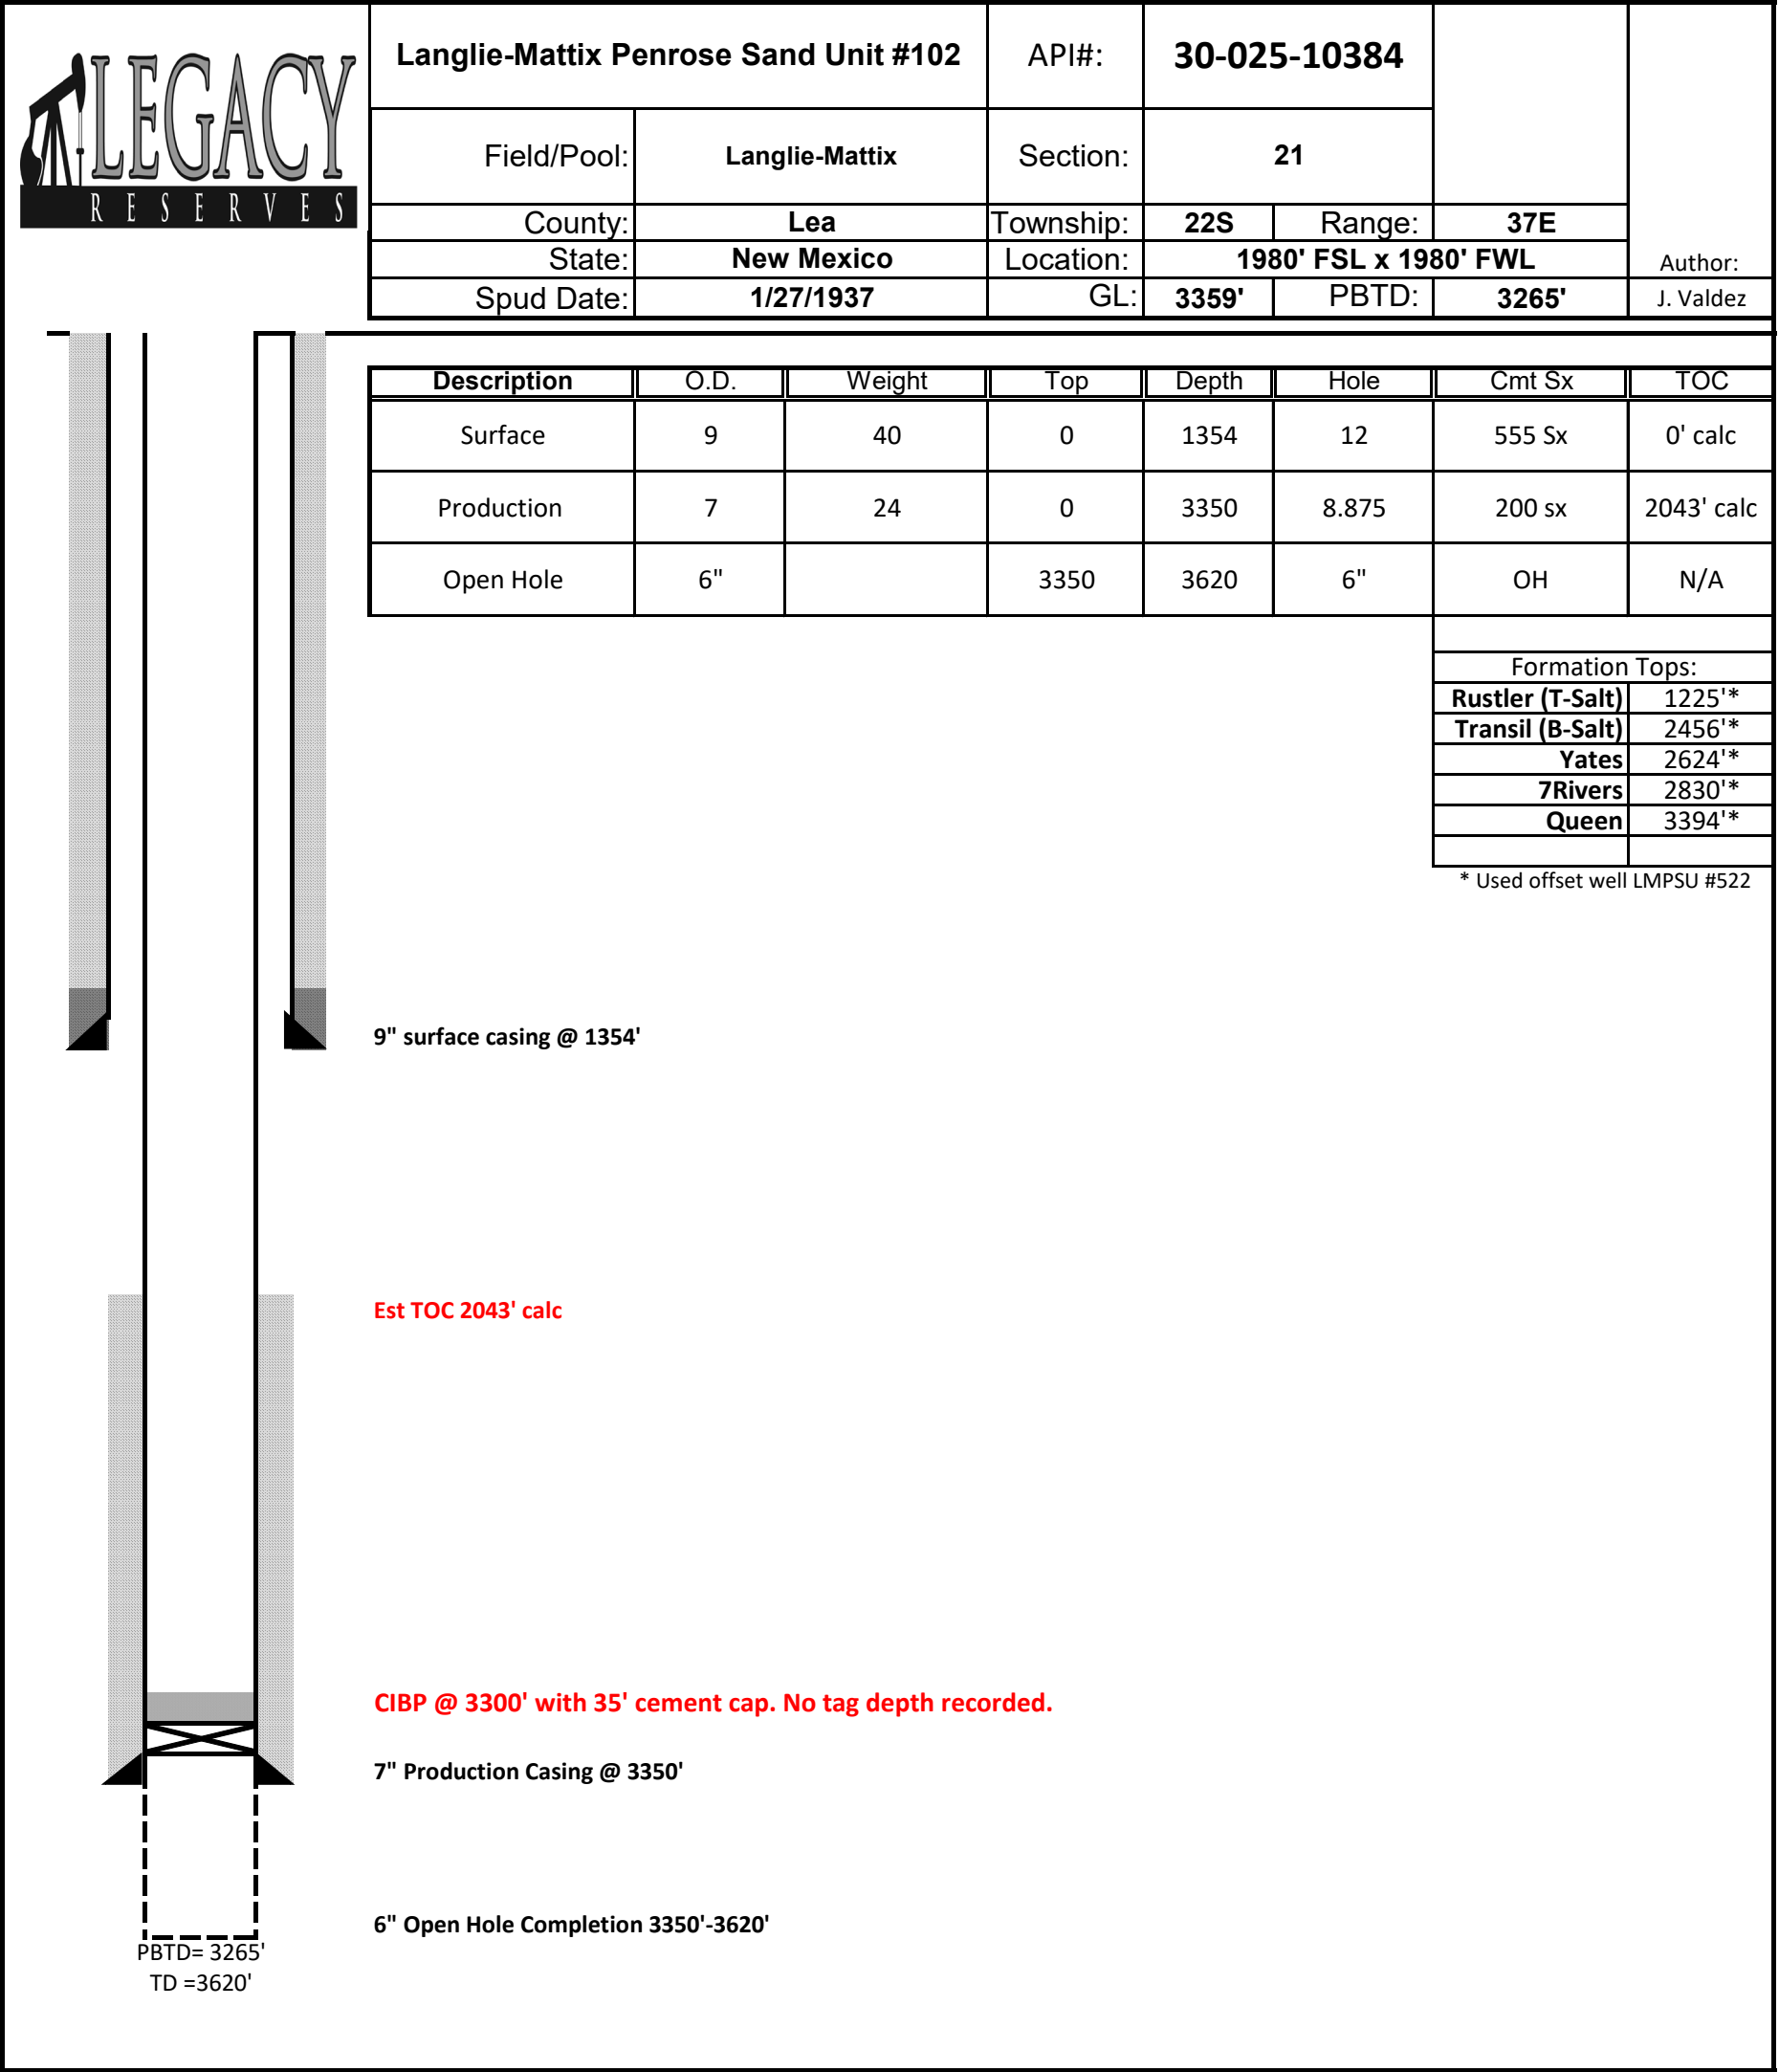 LEGACY
RESERVES
Langlie-Mattix Penrose Sand Unit #102 API#: 30-025-10384
Field/Pool: Langlie-Mattix Section: 21
County: Lea Township: 22S Range: 37E
State: New Mexico Location: 1980' FSL x 1980' FWL Author:
Spud Date: 1/27/1937 GL: 3359' PBTD: 3265' J. Valdez
Description O.D. Weight Top Depth Hole Cmt Sx TOC
Surface 9 40 0 1354 12 555 Sx 0' calc
Production 7 24 0 3350 8.875 200 sx 2043' calc
Open Hole 6" 3350 3620 6" OH N/A
Formation Tops:
Rustler (T-Salt) 1225'*
Transil (B-Salt) 2456'*
Yates 2624'*
7Rivers 2830'*
Queen 3394'*
* Used offset well LMPSU #522
9" surface casing @ 1354'
Est TOC 2043' calc
CIBP @ 3300' with 35' cement cap. No tag depth recorded.
7" Production Casing @ 3350'
6" Open Hole Completion 3350'-3620'
PBTD= 3265'
TD =3620'